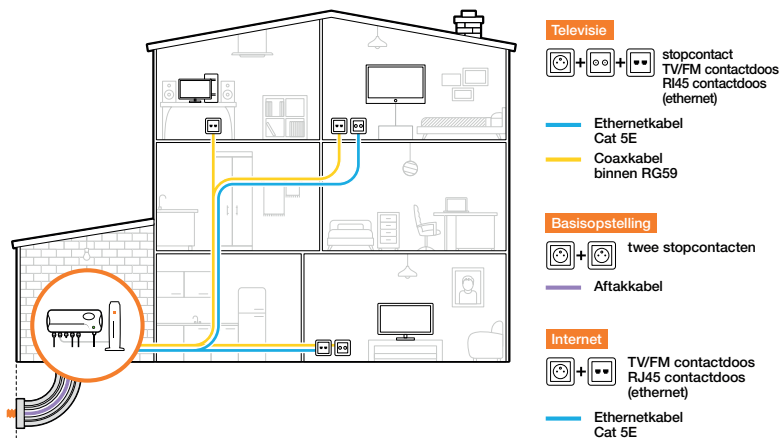 Televisie
stopcontact
TV/FM contactdoos
RI45 contactdoos
(ethernet)
Ethernetkabel
Cat 5E
Coaxkabel
binnen RG59
Basisopstelling
twee stopcontacten
Aftakkabel
Internet
TV/FM contactdoos
RJ45 contactdoos
(ethernet)
Ethernetkabel
Cat 5E